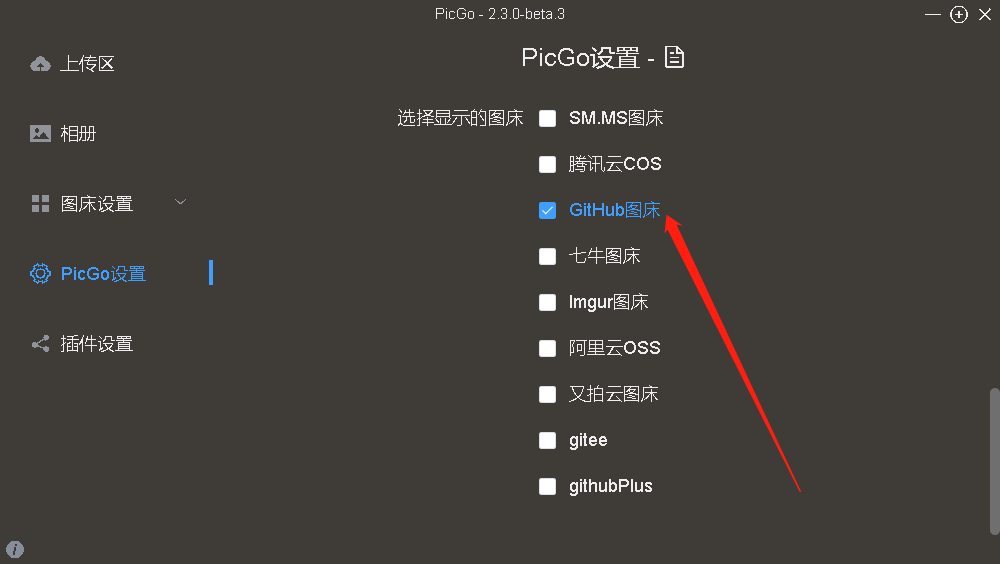 PicGo - 2.3.0-beta.3
PicGo设置 -
上传区
相册
图床设置
PicGo设置
插件设置
选择显示的图床
SM.MS图床
腾讯云COS
GitHub图床
七牛图床
Imgur图床
阿里云OSS
又拍云图床
gitee
githubPlus